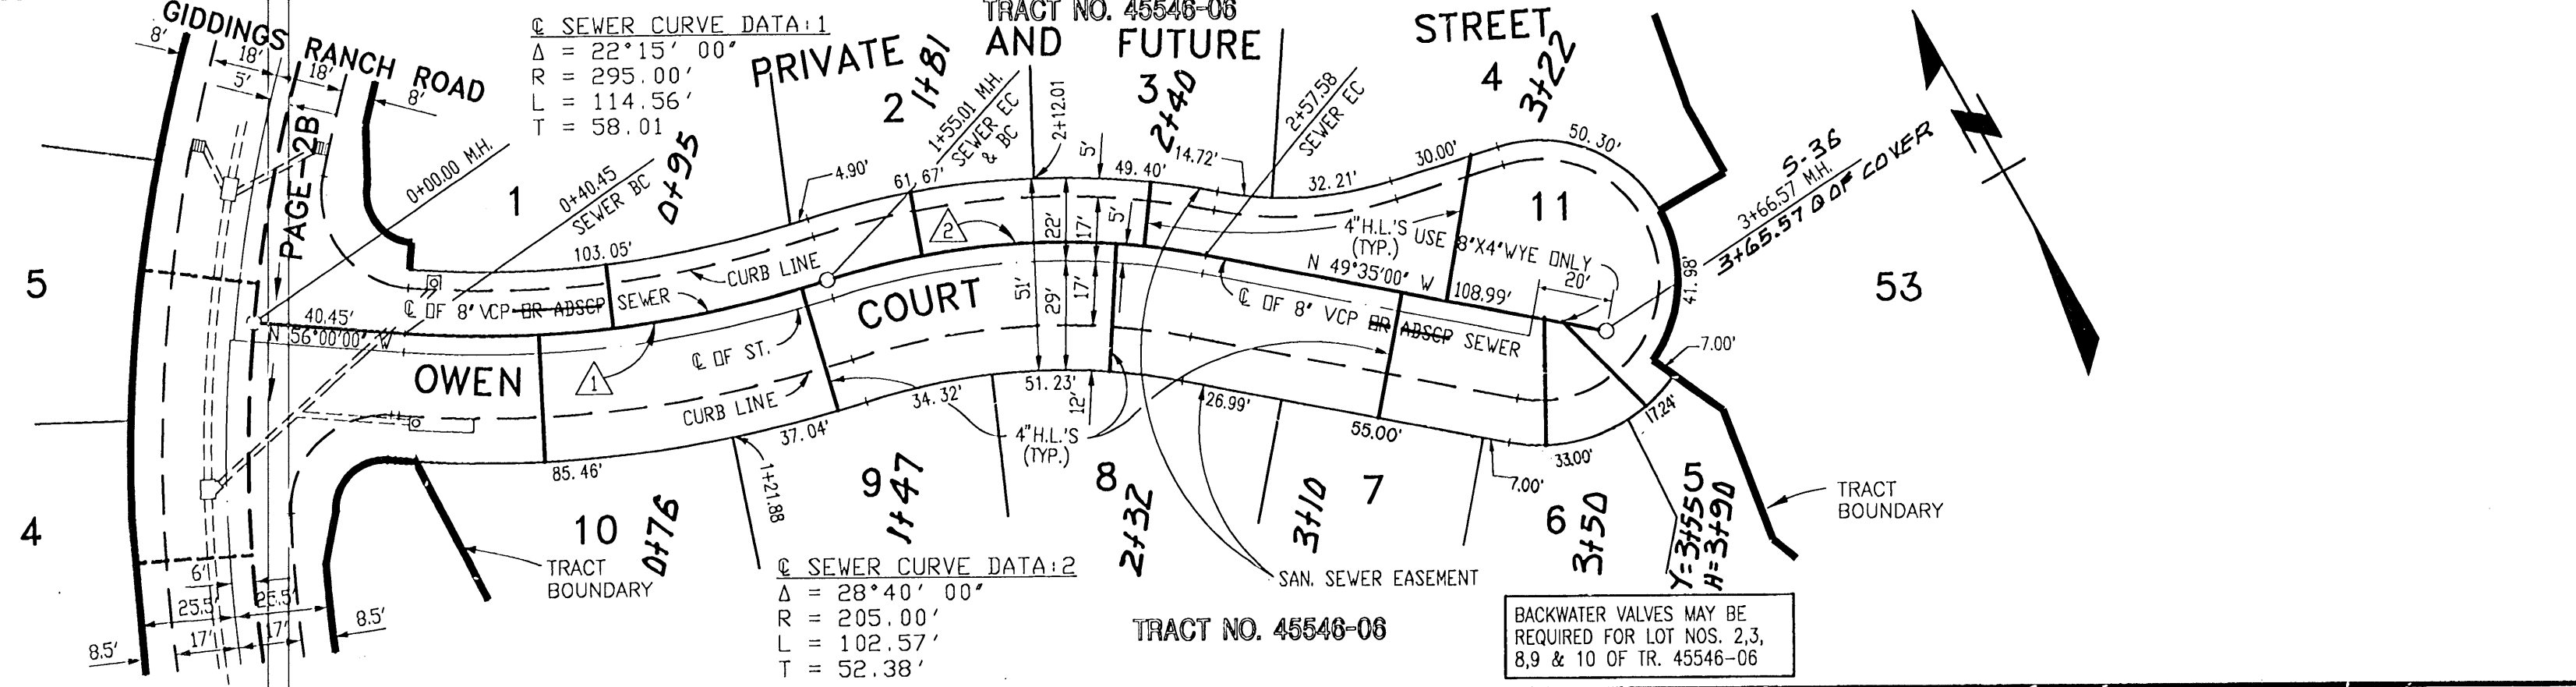 TRACT NO. 45546-06
PRIVATE AND FUTURE STREET
GIDDINGS RANCH ROAD
8'
18'
18'
5'
8'
PAGE-2B
℄ SEWER CURVE DATA:1
Δ = 22°15' 00"
R = 295.00'
L = 114.56'
T = 58.01
0+00.00 M.H.
1
0+40.45
SEWER BC
0+95
2
1+81
1+55.01 M.H.
SEWER EC
& BC
2+12.01
3
2+40
2+57.58
SEWER EC
4
3+22
S-36
3+66.57 M.H.
3+65.57 @ OF COVER
N
103.05'
4.90'
61.67'
5'
49.40'
14.72'
32.21'
30.00'
50.30'
11
41.98'
53
5
40.45'
N 56°00'00" W
℄ OF 8" VCP OR ABSCP SEWER
CURB LINE
2
22'
17'
5'
51'
29'
17'
4"H.L.'S USE 8"X4"WYE ONLY
(TYP.)
N 49°35'00" W
108.99'
20'
OWEN COURT
1
℄ OF ST.
CURB LINE
℄ OF 8" VCP OR ABSCP SEWER
7.00'
85.46'
37.04'
34.32'
51.23'
12'
26.99'
55.00'
33.00'
17.24'
7.00'
4"H.L.'S
(TYP.)
1+21.88
4
10
0+76
9
1+47
8
2+32
3+10
7
6
3+50
5
Y=3+55
H=3+90
TRACT
BOUNDARY
TRACT
BOUNDARY
SAN. SEWER EASEMENT
6'
25.5'
25.5'
17'
17'
8.5'
8.5'
℄ SEWER CURVE DATA:2
Δ = 28°40' 00"
R = 205.00'
L = 102.57'
T = 52.38'
TRACT NO. 45546-06
BACKWATER VALVES MAY BE
REQUIRED FOR LOT NOS. 2,3,
8,9 & 10 OF TR. 45546-06